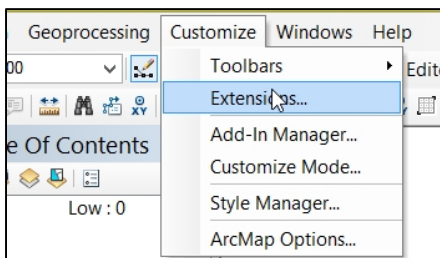 Geoprocessing Customize Windows Help
00 Toolbars Edit
Extensions...
XY
Add-In Manager...
e Of Contents
Customize Mode...
Low : 0 Style Manager...
ArcMap Options...